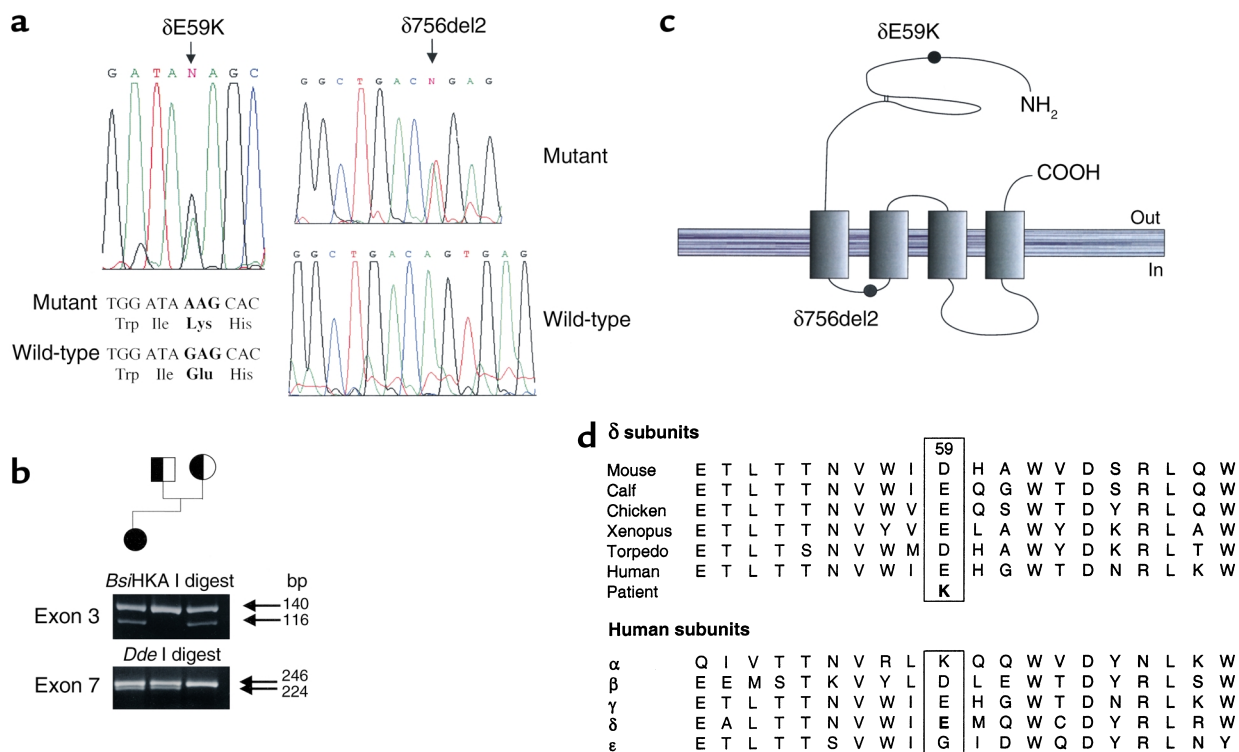 a
δE59K
G A T A N A G C
Mutant TGG ATA AAG CAC
Trp Ile Lys His
Wild-type TGG ATA GAG CAC
Trp Ile Glu His
δ756del2
G G C T G A C N G A G
Mutant
G G C T G A C A G T G A G
Wild-type
b
BsiHKA I digest bp
Exon 3 140
116
Dde I digest
Exon 7 246
224
c
δE59K
NH2
COOH
Out
In
δ756del2
d δ subunits
59
Mouse E T L T T N V W I D H A W V D S R L Q W
Calf E T L T T N V W I E Q G W T D S R L Q W
Chicken E T L T T N V W V E Q S W T D Y R L Q W
Xenopus E T L T T N V Y V E L A W Y D K R L A W
Torpedo E T L T S N V W M D H A W Y D K R L T W
Human E T L T T N V W I E H G W T D N R L K W
Patient K
Human subunits
α Q I V T T N V R L K Q Q W V D Y N L K W
β E E M S T K V Y L D L E W T D Y R L S W
γ E T L T T N V W I E H G W T D N R L K W
δ E A L T T N V W I E M Q W C D Y R L R W
ε E T L T T S V W I G I D W Q D Y R L N Y